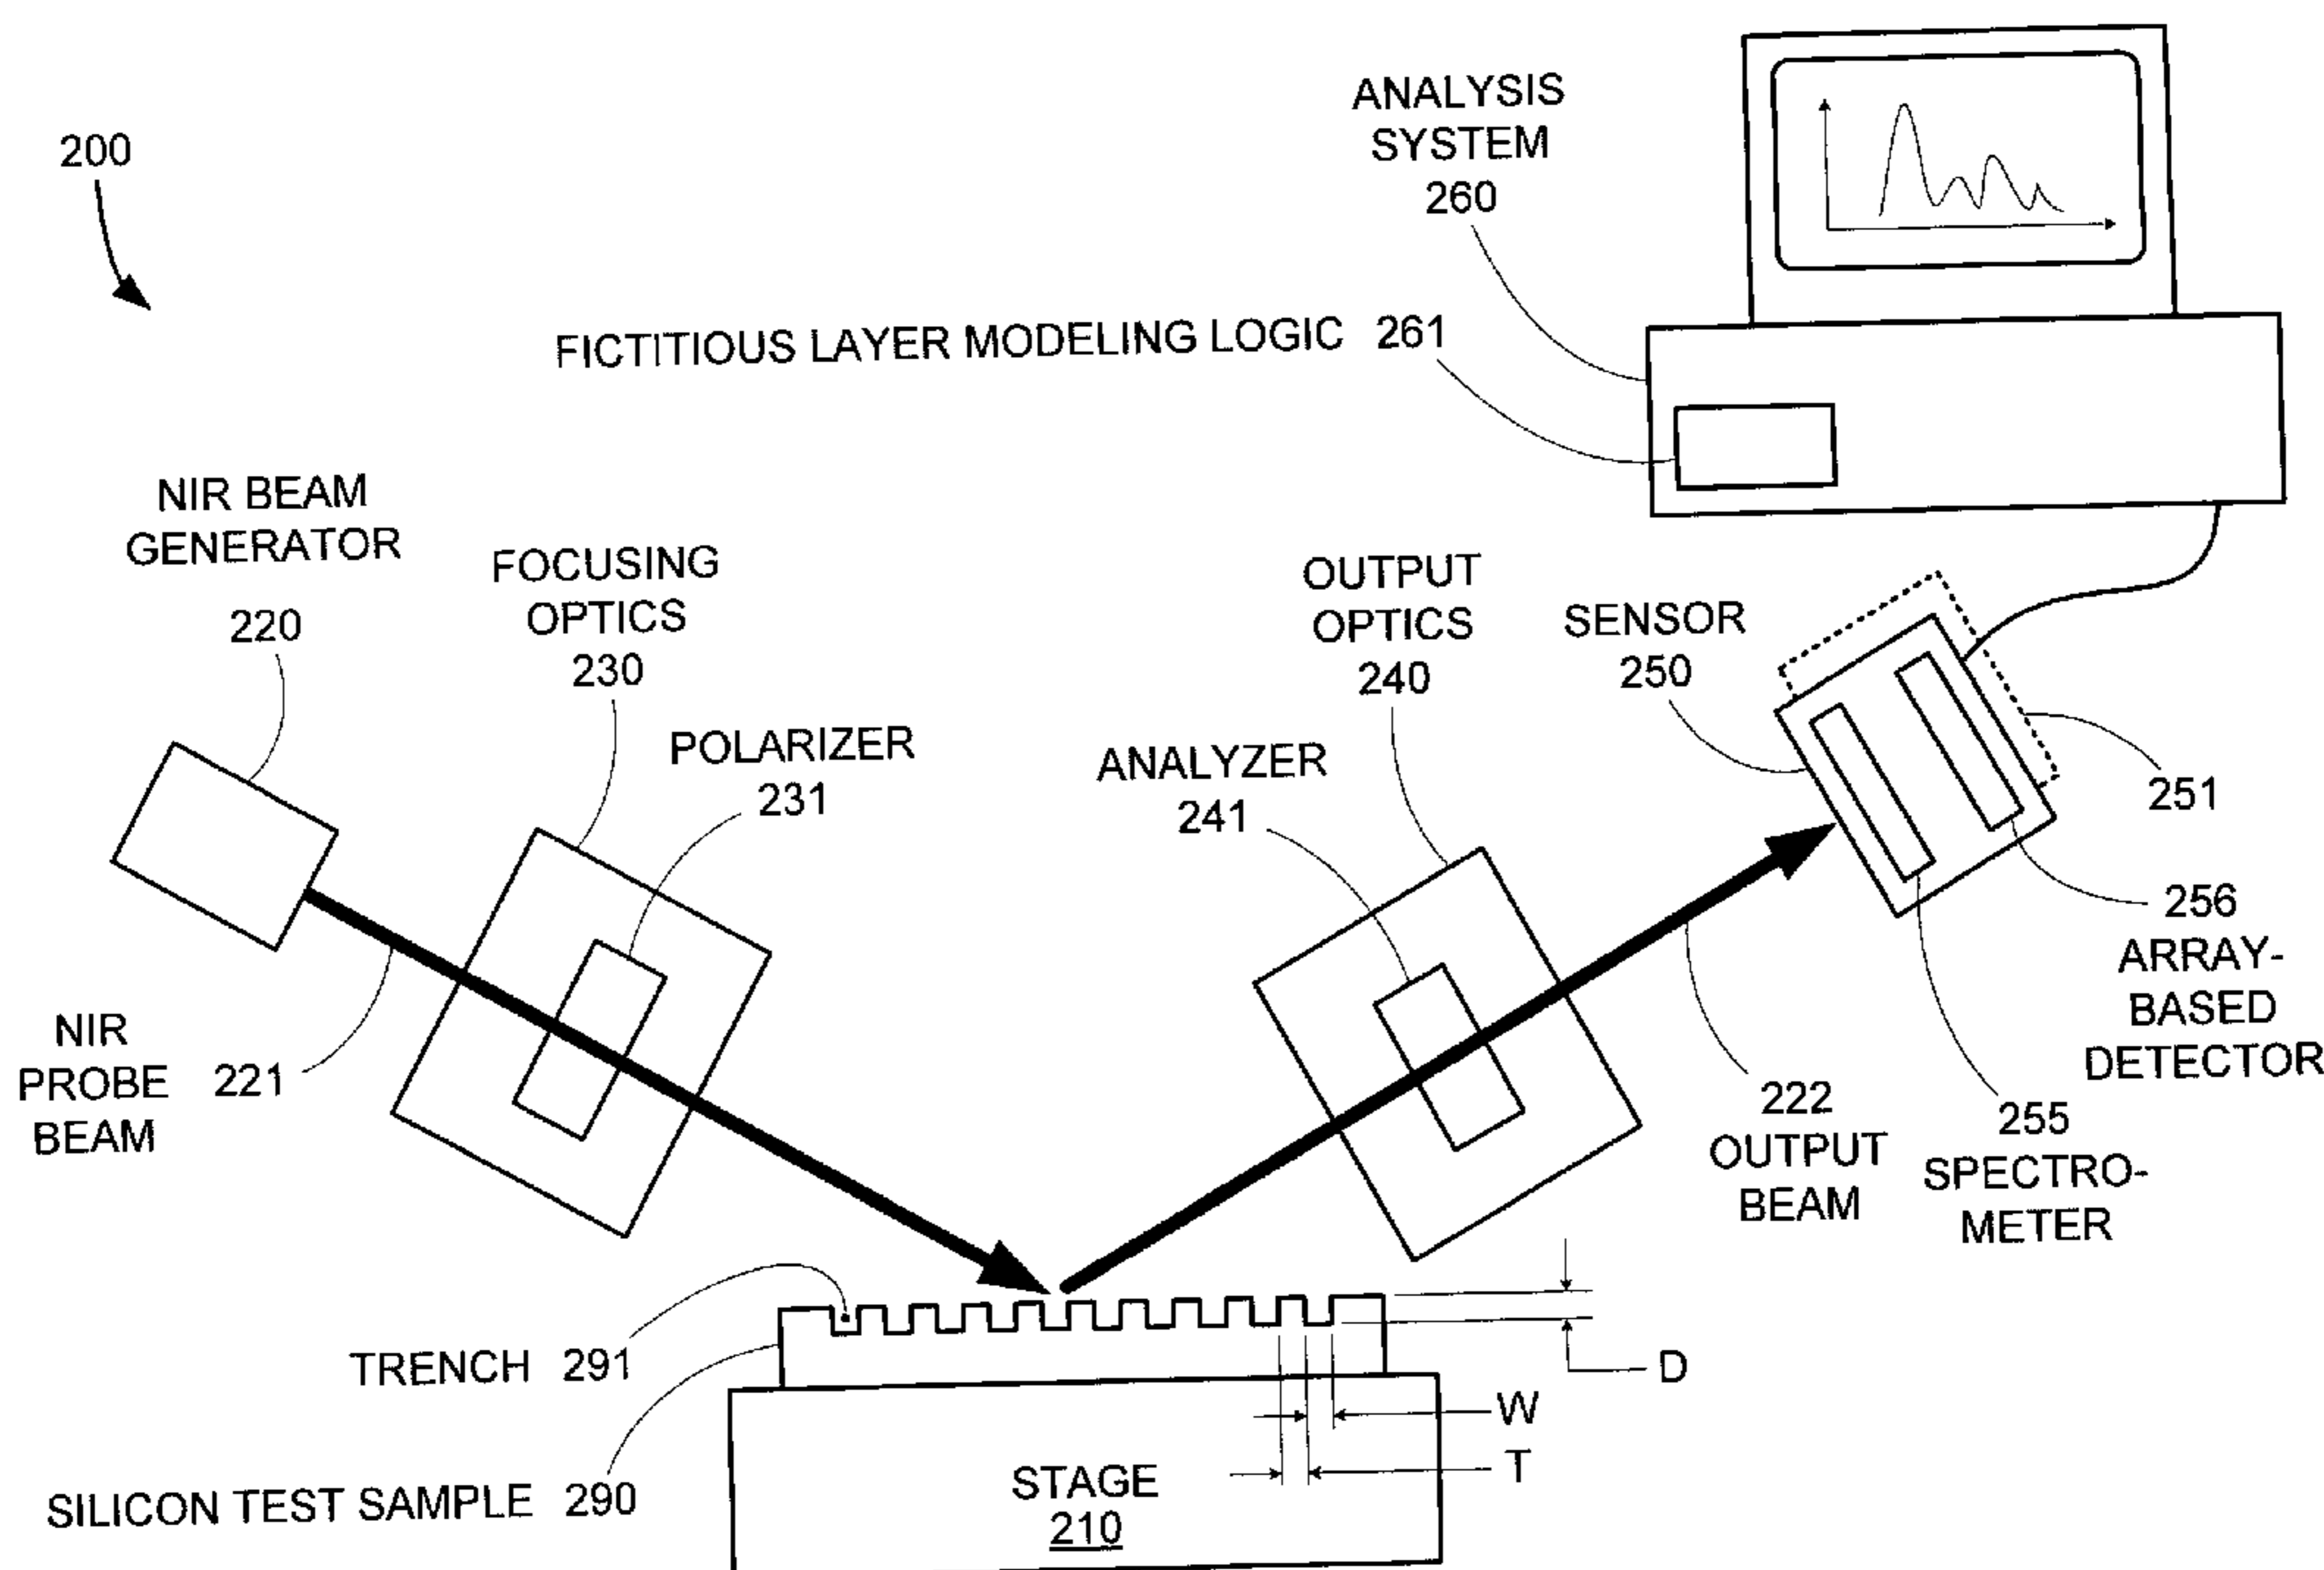 200
ANALYSIS
SYSTEM
260
FICTITIOUS LAYER MODELING LOGIC 261
NIR BEAM
GENERATOR
220
FOCUSING
OPTICS
230
POLARIZER
231
ANALYZER
241
OUTPUT
OPTICS
240
SENSOR
250
251
256
ARRAY-
BASED
DETECTOR
NIR
PROBE 221
BEAM
222
OUTPUT
BEAM
255
SPECTRO-
METER
TRENCH 291
D
W
T
SILICON TEST SAMPLE 290
STAGE
210